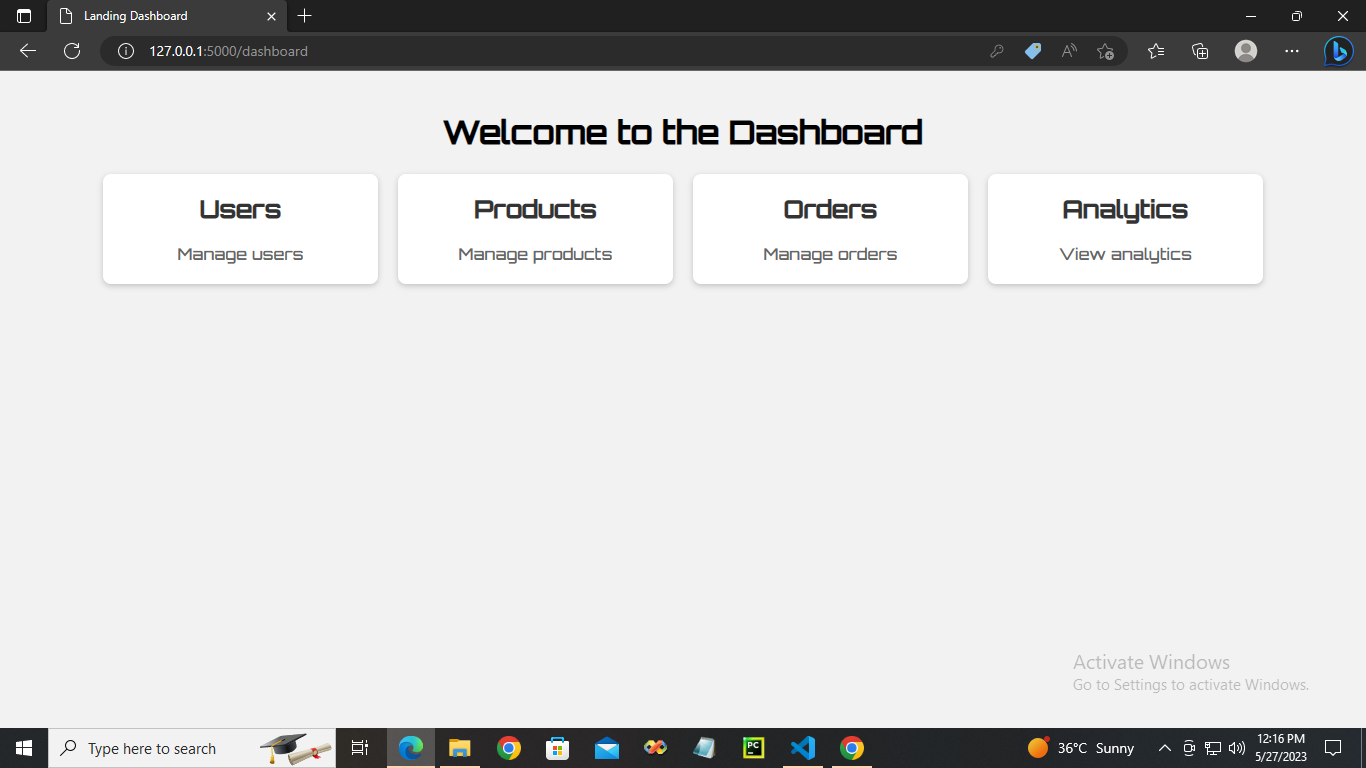 Landing Dashboard
127.0.0.1:5000/dashboard
Welcome to the Dashboard
Users
Products
Orders
Analytics
Manage users
Manage products
Manage orders
View analytics
Activate Windows
Go to Settings to activate Windows.
Type here to search
PC
36°C Sunny
12:16 PM
5/27/2023